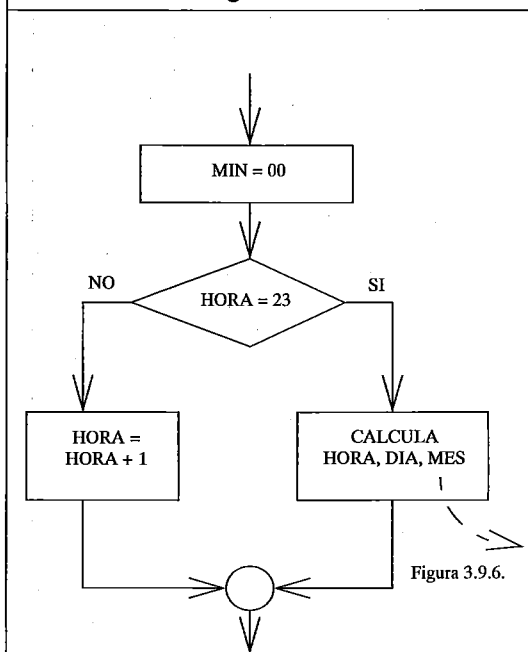 MIN = 00
NO
HORA = 23
SI
HORA =
HORA + 1
CALCULA
HORA, DIA, MES
Figura 3.9.6.